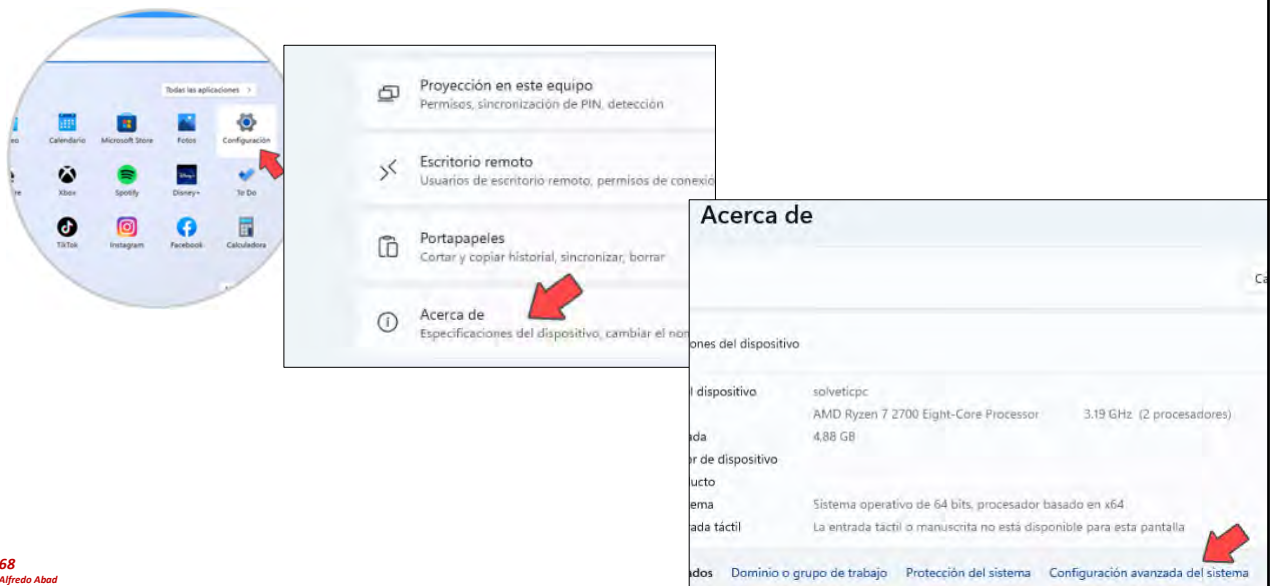 Todas las aplicaciones >
Calendario
Microsoft Store
Fotos
Configuración
Xbox
Spotify
Disney+
To Do
TikTok
Instagram
Facebook
Calculadora
Proyección en este equipo
Permisos, sincronización de PIN, detección
Escritorio remoto
Usuarios de escritorio remoto, permisos de conexio
Portapapeles
Cortar y copiar historial, sincronizar, borrar
Acerca de
Especificaciones del dispositivo, cambiar el nom
Acerca de
Ca
ones del dispositivo
l dispositivo solveticpc
AMD Ryzen 7 2700 Eight-Core Processor 3.19 GHz (2 procesadores)
ada 4,88 GB
or de dispositivo
ucto
ema Sistema operativo de 64 bits, procesador basado en x64
ada táctil La entrada táctil o manuscrita no está disponible para esta pantalla
ados Dominio o grupo de trabajo Protección del sistema Configuración avanzada del sistema
68
Alfredo Abad